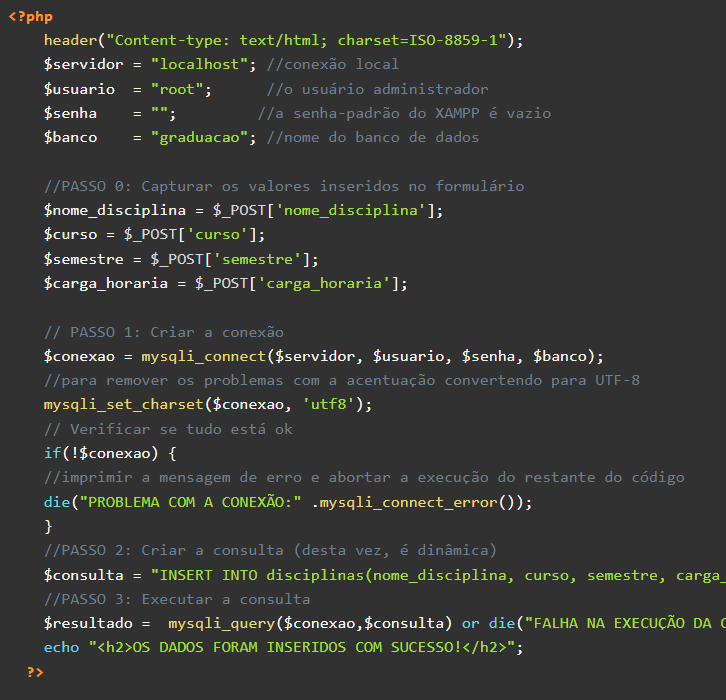 <?php
header("Content-type: text/html; charset=ISO-8859-1");
$servidor = "localhost"; //conexão local
$usuario  = "root";      //o usuário administrador
$senha    = "";         //a senha-padrão do XAMPP é vazio
$banco    = "graduacao"; //nome do banco de dados
//PASSO 0: Capturar os valores inseridos no formulário
$nome_disciplina = $_POST['nome_disciplina'];
$curso = $_POST['curso'];
$semestre = $_POST['semestre'];
$carga_horaria = $_POST['carga_horaria'];
// PASSO 1: Criar a conexão
$conexao = mysqli_connect($servidor, $usuario, $senha, $banco);
//para remover os problemas com a acentuação convertendo para UTF-8
mysqli_set_charset($conexao, 'utf8');
// Verificar se tudo está ok
if(!$conexao) {
//imprimir a mensagem de erro e abortar a execução do restante do código
die("PROBLEMA COM A CONEXÃO:" .mysqli_connect_error());
}
//PASSO 2: Criar a consulta (desta vez, é dinâmica)
$consulta = "INSERT INTO disciplinas(nome_disciplina, curso, semestre, carga_
//PASSO 3: Executar a consulta
$resultado =  mysqli_query($conexao,$consulta) or die("FALHA NA EXECUÇÃO DA
echo "<h2>OS DADOS FORAM INSERIDOS COM SUCESSO!</h2>";
?>